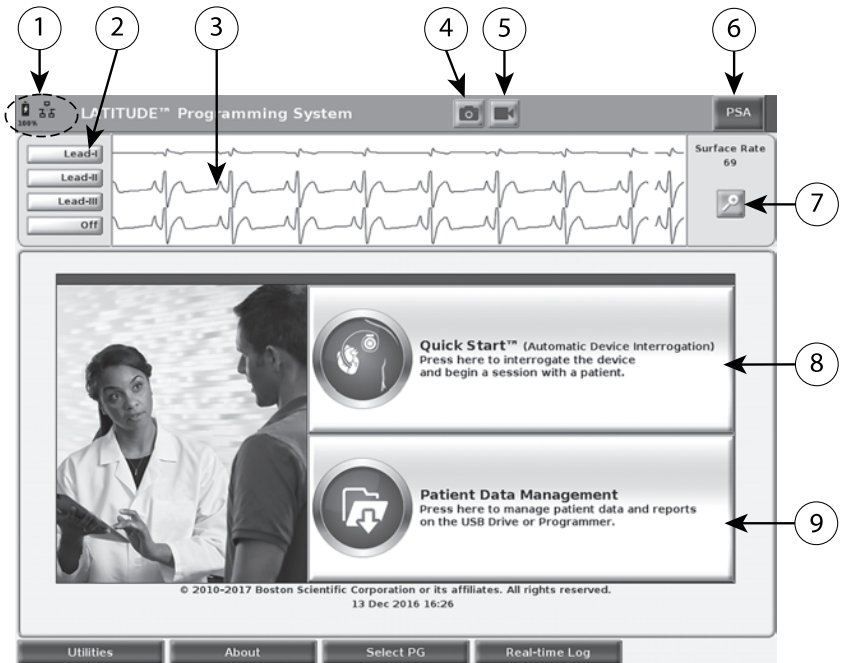 1
2
3
4
5
6
100%
LATITUDE™ Programming System
PSA
Lead-I
Lead-II
Lead-III
Off
Surface Rate
69
7
Quick Start™ (Automatic Device Interrogation)
Press here to interrogate the device
and begin a session with a patient.
8
Patient Data Management
Press here to manage patient data and reports
on the USB Drive or Programmer.
9
© 2010-2017 Boston Scientific Corporation or its affiliates. All rights reserved.
13 Dec 2016 16:26
Utilities
About
Select PG
Real-time Log